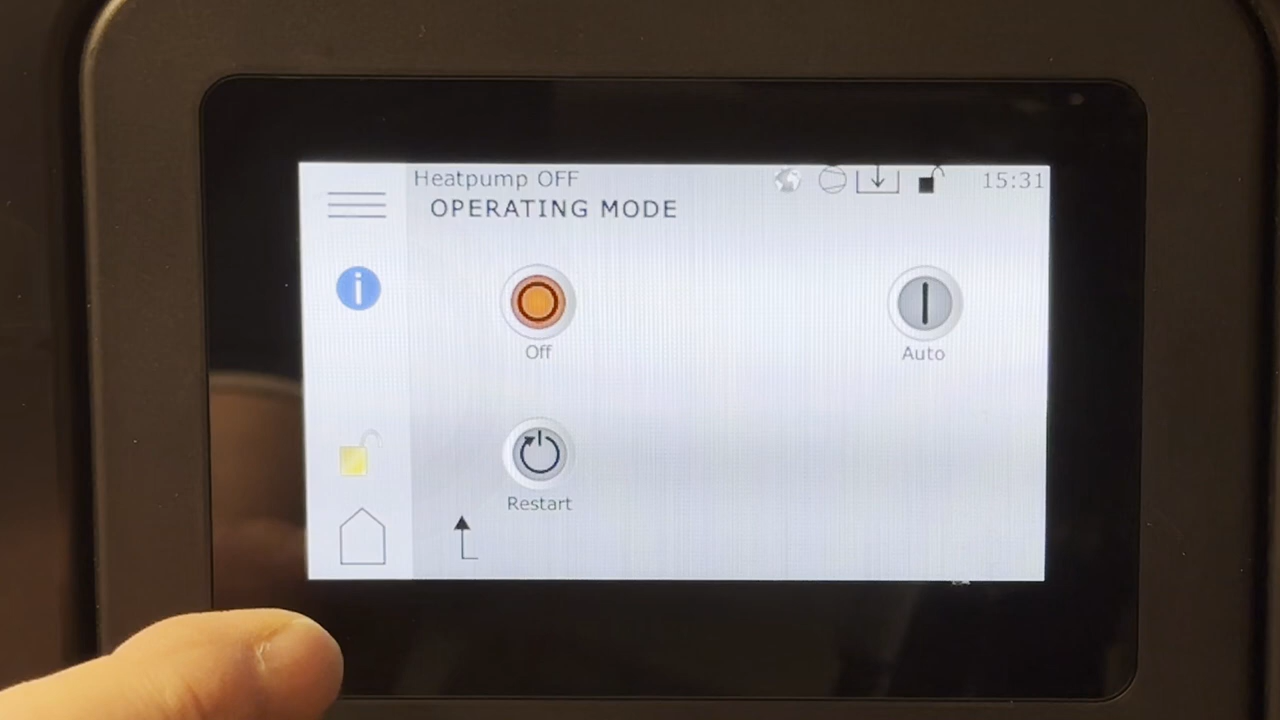 Heatpump OFF
15:31
OPERATING MODE
Off
Auto
Restart